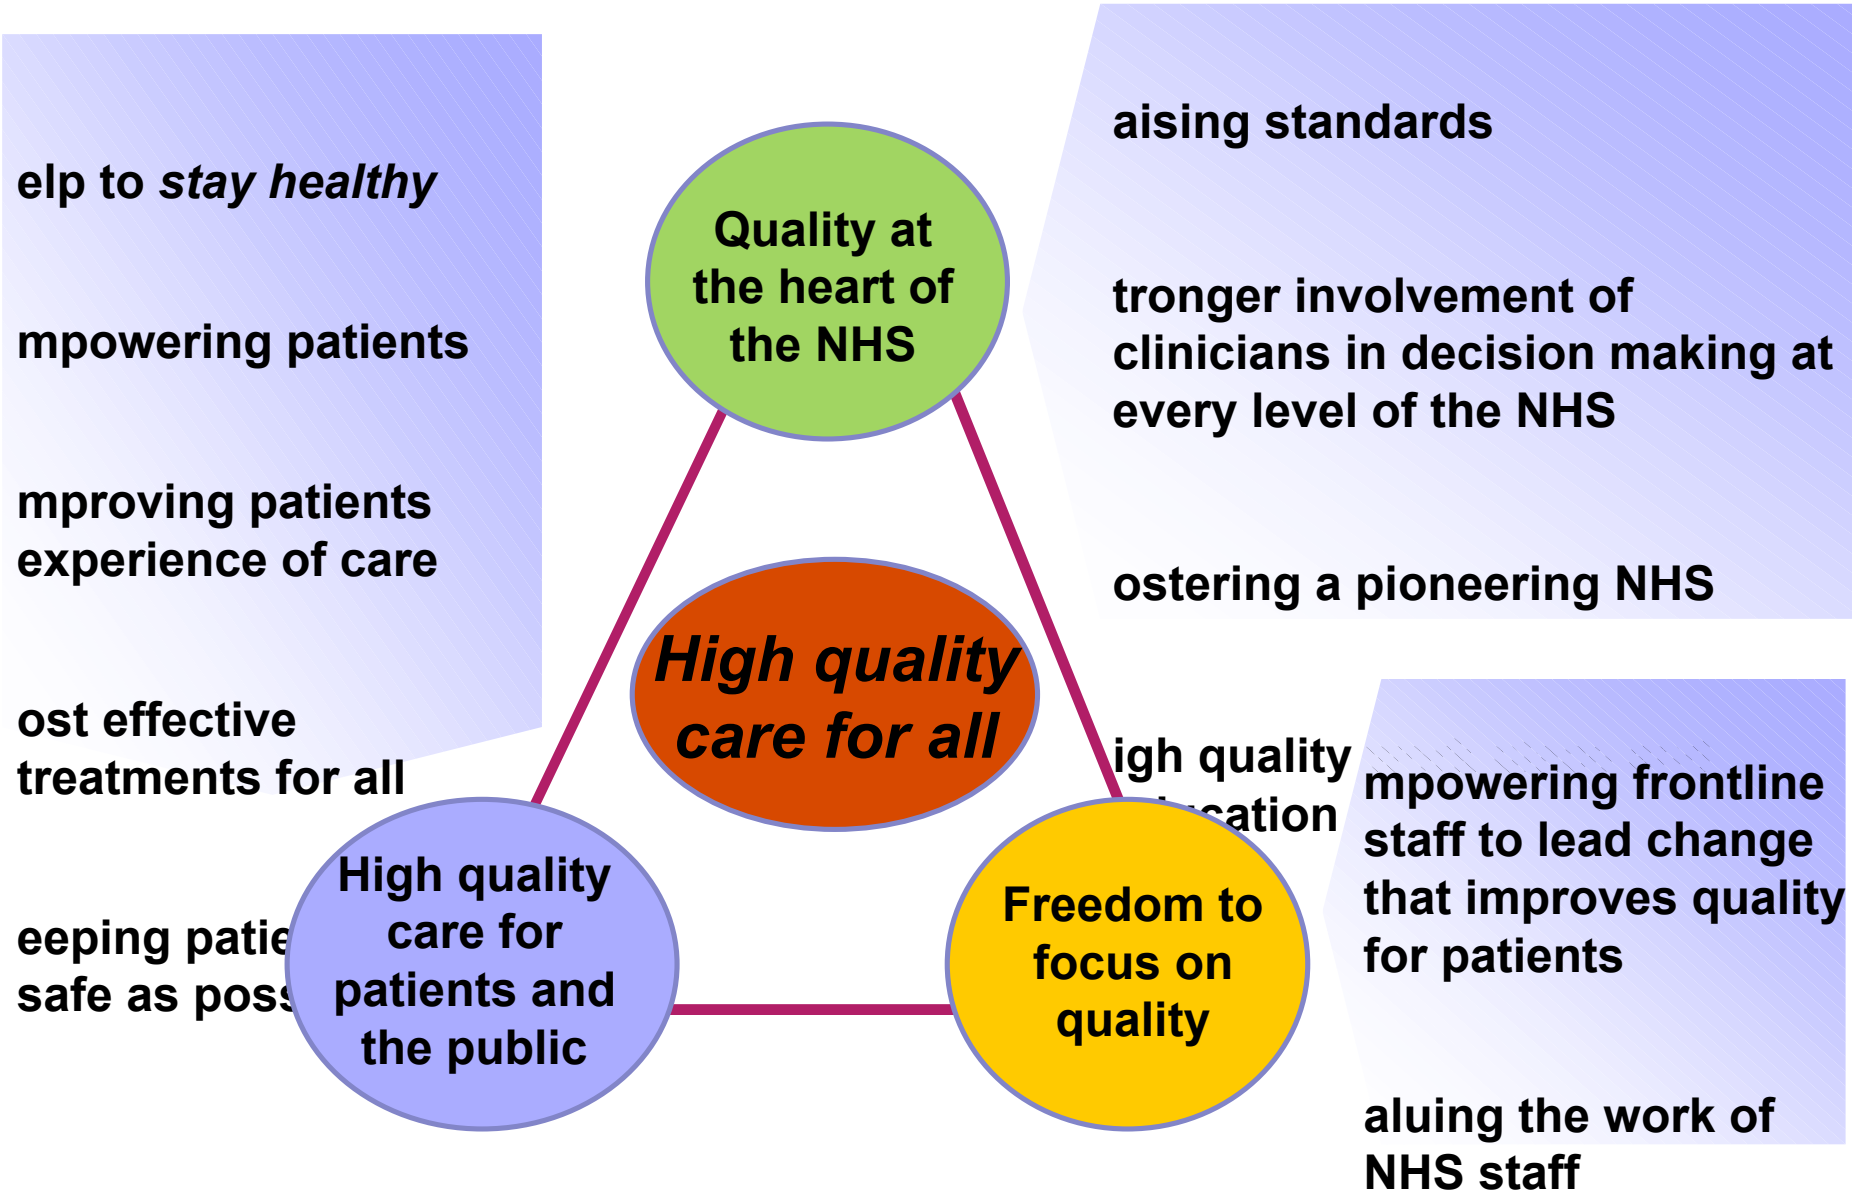 elp to stay healthy
mpowering patients
mproving patients
experience of care
ost effective
treatments for all
eeping
safe as
Quality at
the heart of
the NHS
High quality
care for all
High quality
care for
patients and
the public
Freedom to
focus on
quality
aising standards
tronger involvement of
clinicians in decision making at
every level of the NHS
ostering a pioneering NHS
igh quality
mpowering frontline
staff to lead change
that improves quality
for patients
aluing the work of
NHS staff